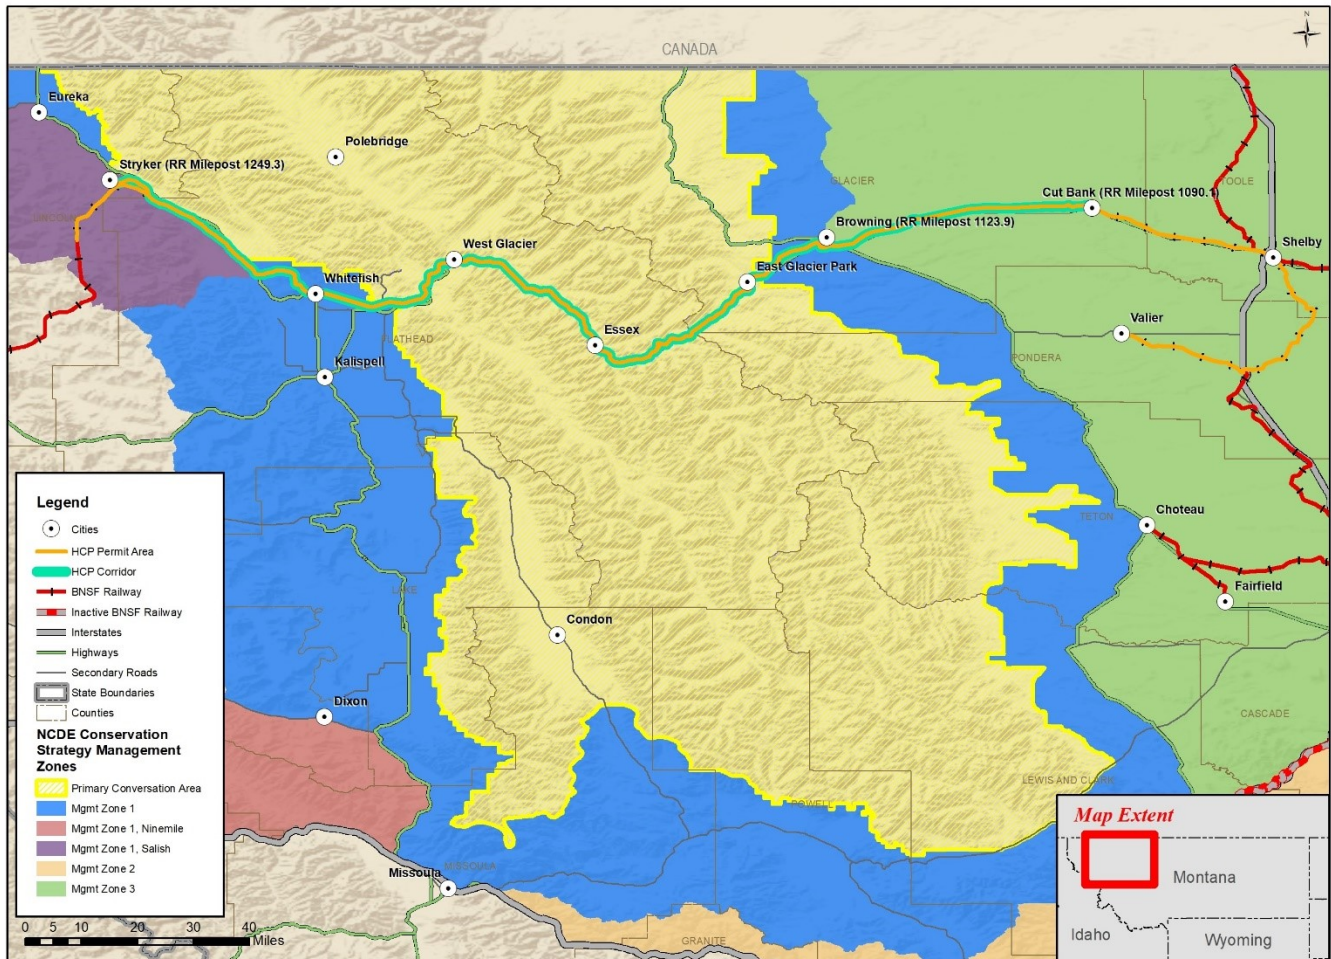 N
CANADA
Eureka
Polebridge
Stryker (RR Milepost 1249.3)
GLACIER
TOOLE
Cut Bank (RR Milepost 1090.1)
LINCOLN
Browning (RR Milepost 1123.9)
West Glacier
Shelby
Whitefish
East Glacier Park
Valier
Essex
FLATHEAD
PONDERA
Kalispell
Legend
Cities
HCP Permit Area
HCP Corridor
BNSF Railway
Inactive BNSF Railway
Interstates
Highways
Secondary Roads
State Boundaries
Counties
NCDE Conservation
Strategy Management
Zones
Primary Conversation Area
Mgmt Zone 1
Mgmt Zone 1, Ninemile
Mgmt Zone 1, Salish
Mgmt Zone 2
Mgmt Zone 3
Choteau
TETON
Fairfield
LAKE
Condon
Dixon
CASCADE
LEWIS AND CLARK
POWELL
Missoula
MISSOULA
GRANITE
0 5 10 20 30 40
Miles
Map Extent
Montana
Idaho
Wyoming